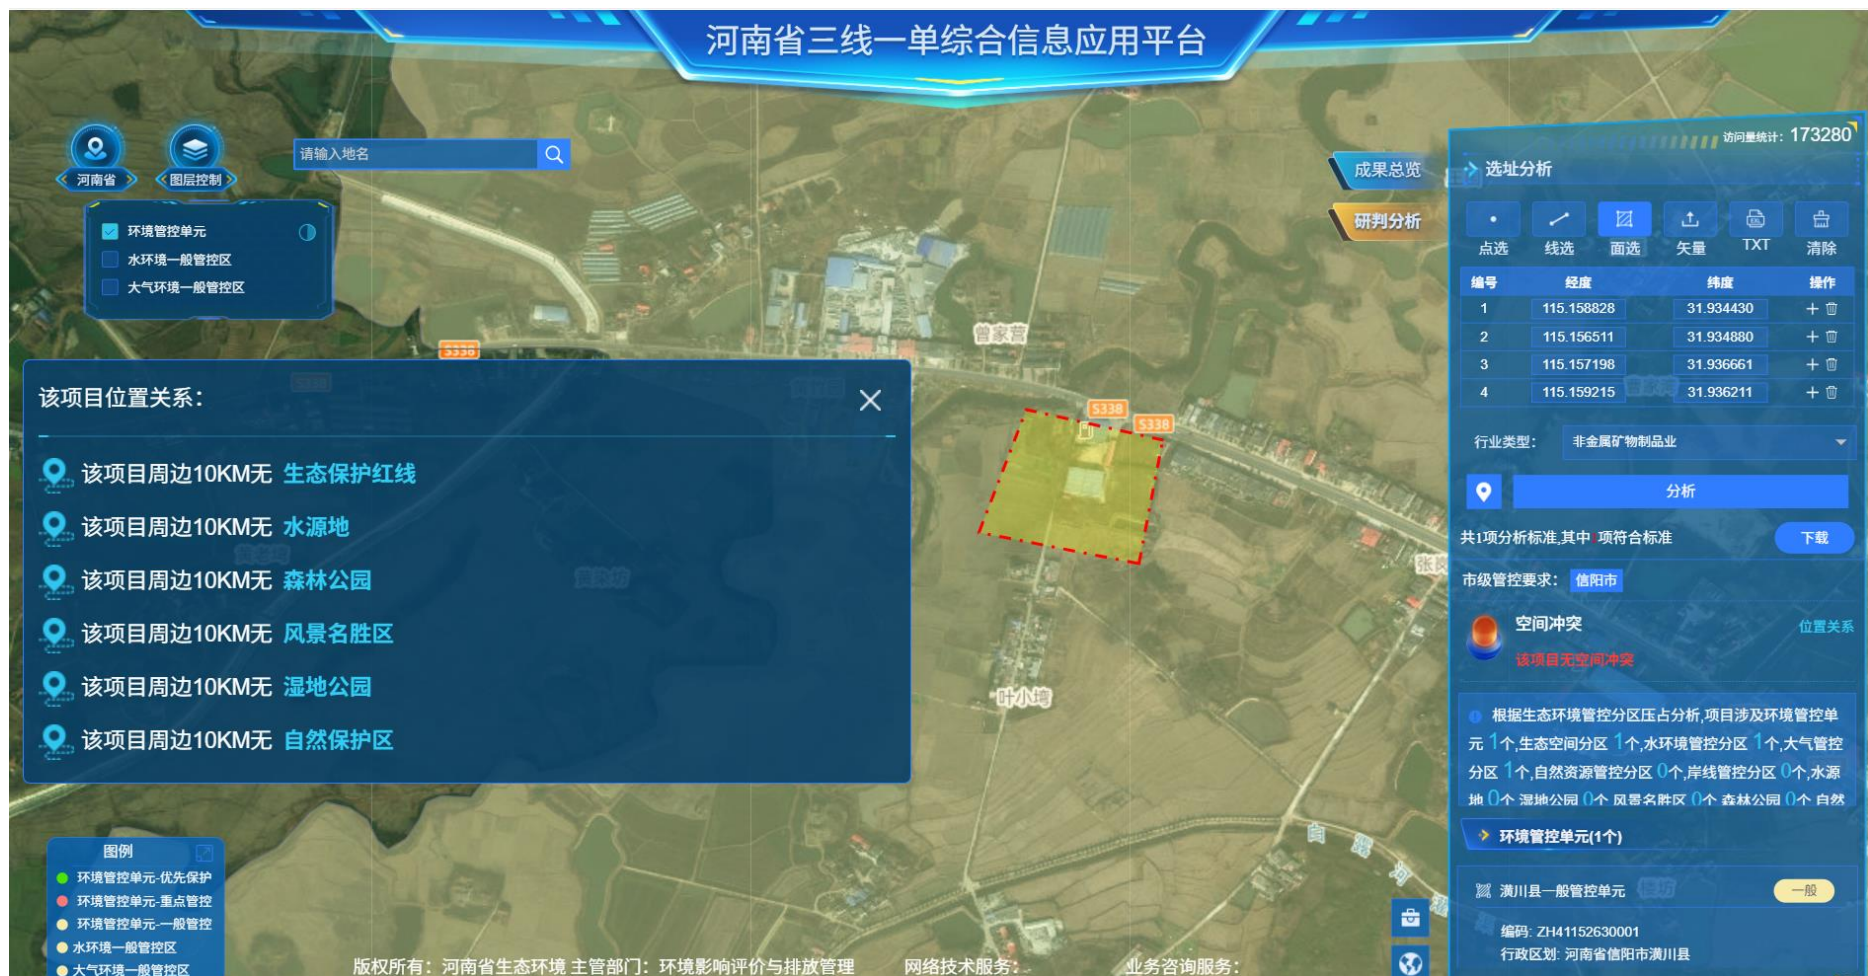 河南省三线一单综合信息应用平台
访问量统计: 173280
河南省
图层控制
请输入地名
环境管控单元
水环境一般管控区
大气环境一般管控区
成果总览
研判分析
选址分析
点选 线选 面选 矢量 TXT 清除
编号 经度 纬度 操作
1 115.158828 31.934430
2 115.156511 31.934880
3 115.157198 31.936661
4 115.159215 31.936211
行业类型: 非金属矿物制品业
分析
共1项分析标准,其中 项符合标准 下载
市级管控要求: 信阳市
空间冲突 位置关系
该项目无空间冲突
根据生态环境管控分区压占分析,项目涉及环境管控单
元 1个,生态空间分区 1个,水环境管控分区 1个,大气管控
分区 1个,自然资源管控分区 0个,岸线管控分区 0个,水源
地 0个 湿地公园 0个 风景名胜区 0个 森林公园 0个 自然
环境管控单元(1个)
潢川县一般管控单元 一般
编码: ZH41152630001
行政区划: 河南省信阳市潢川县
该项目位置关系:
该项目周边10KM无 生态保护红线
该项目周边10KM无 水源地
该项目周边10KM无 森林公园
该项目周边10KM无 风景名胜区
该项目周边10KM无 湿地公园
该项目周边10KM无 自然保护区
S338
S338
曾家营
S338
S338
叶小塆
白露河
图例
环境管控单元-优先保护
环境管控单元-重点管控
环境管控单元-一般管控
水环境一般管控区
大气环境一般管控区
版权所有: 河南省生态环境 主管部门: 环境影响评价与排放管理 网络技术服务: 业务咨询服务: